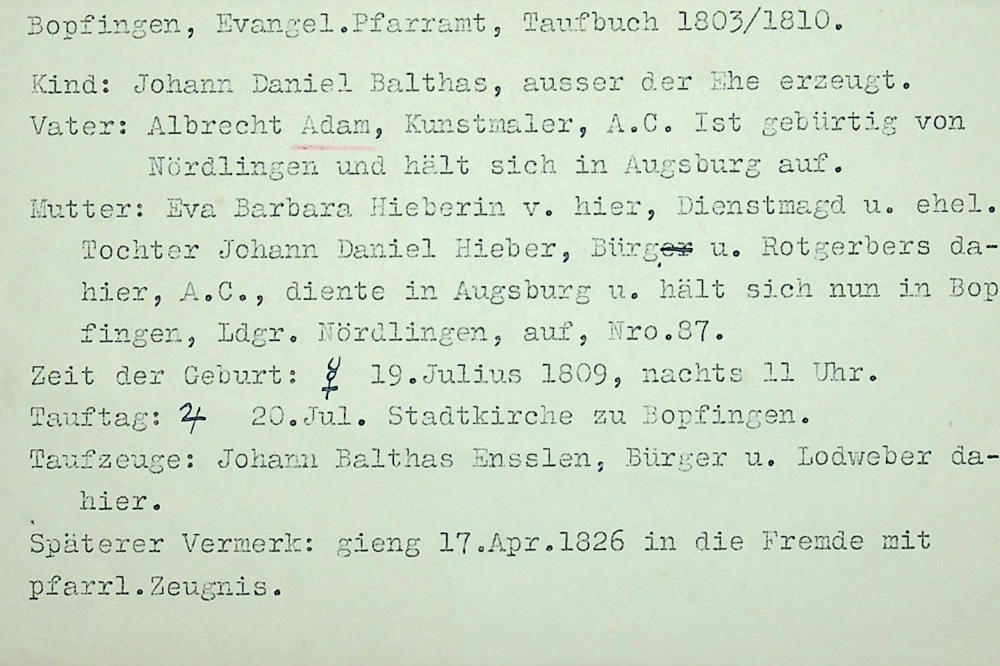 Bopfingen, Evangel.Pfarramt, Taufbuch 1803/1810.
Kind: Johann Daniel Balthas, ausser der Ehe erzeugt.
Vater: Albrecht Adam, Kunstmaler, A.C. Ist gebürtig von
Nördlingen und hält sich in Augsburg auf.
Mutter: Eva Barbara Hieberin v. hier, Dienstmagd u. ehel.
Tochter Johann Daniel Hieber, Bürger u. Rotgerbers da-
hier, A.C., diente in Augsburg u. hält sich nun in Bop
fingen, Ldgr. Nördlingen, auf, Nro.87.
Zeit der Geburt: ☿ 19.Julius 1809, nachts 11 Uhr.
Tauftag: ♃ 20.Jul. Stadtkirche zu Bopfingen.
Taufzeuge: Johann Balthas Ensslen, Bürger u. Lodweber da-
hier.
Späterer Vermerk: gieng 17.Apr.1826 in die Fremde mit
pfarrl.Zeugnis.